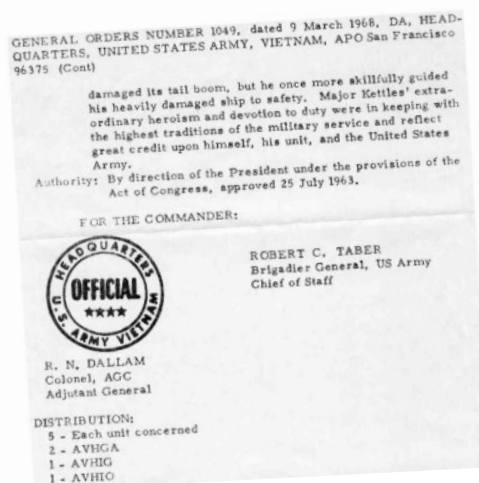 GENERAL ORDERS NUMBER 1049, dated 9 March 1968, DA, HEAD-
QUARTERS, UNITED STATES ARMY, VIETNAM, APO San Francisco
96375 (Cont)
damaged its tail boom, but he once more skillfully guided
his heavily damaged ship to safety. Major Kettles' extra-
ordinary heroism and devotion to duty were in keeping with
the highest traditions of the military service and reflect
great credit upon himself, his unit, and the United States
Army.
Authority: By direction of the President under the provisions of the
Act of Congress, approved 25 July 1963.
FOR THE COMMANDER:
HEADQUARTERS
OFFICIAL
★★★★
U.S. ARMY VIETNAM
ROBERT C. TABER
Brigadier General, US Army
Chief of Staff
R. N. DALLAM
Colonel, AGC
Adjutant General
DISTRIBUTION:
5 - Each unit concerned
2 - AVHGA
1 - AVHIG
1 - AVHIO